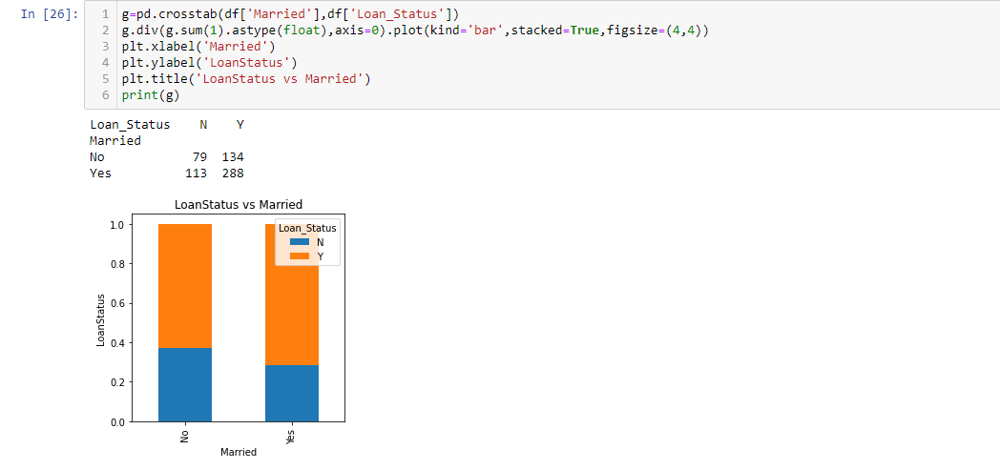 In [26]:
1 g=pd.crosstab(df['Married'],df['Loan_Status'])
2 g.div(g.sum(1).astype(float),axis=0).plot(kind='bar',stacked=True,figsize=(4,4))
3 plt.xlabel('Married')
4 plt.ylabel('LoanStatus')
5 plt.title('LoanStatus vs Married')
6 print(g)
Loan_Status N Y
Married
No 79 134
Yes 113 288
LoanStatus vs Married
Loan_Status
N
Y
1.0
0.8
0.6
0.4
0.2
0.0
LoanStatus
No
Yes
Married